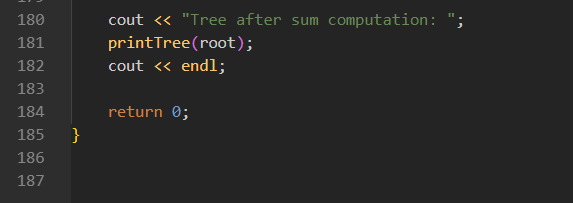 180 cout << "Tree after sum computation: ";
181 printTree(root);
182 cout << endl;
183
184 return 0;
185 }
186
187